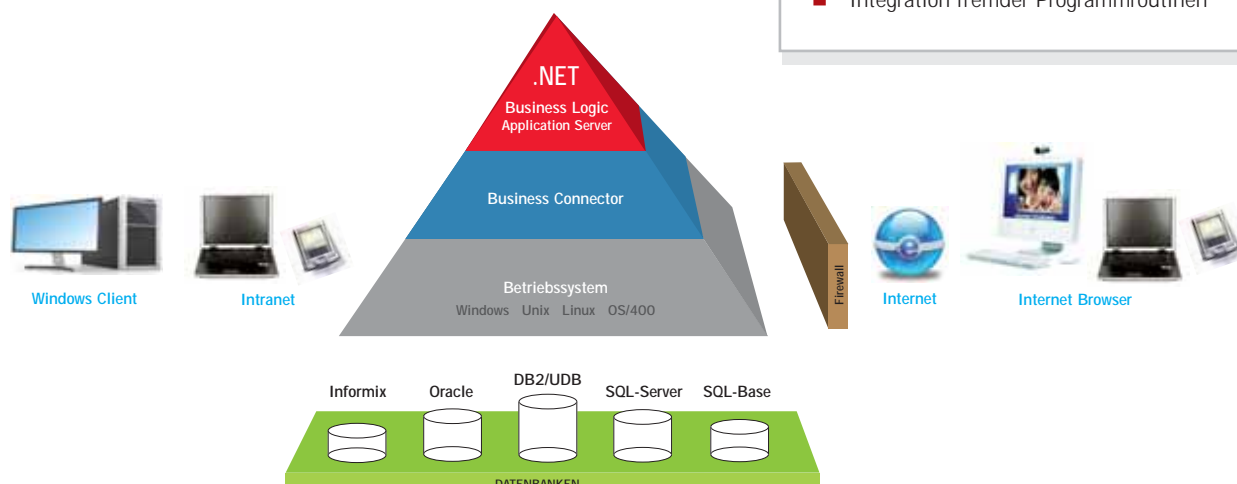 Integration fremder Programmroutinen
.NET
Business Logic
Application Server
Business Connector
Betriebssystem
Windows Unix Linux OS/400
Windows Client
Intranet
Firewall
Internet
Internet Browser
Informix
Oracle
DB2/UDB
SQL-Server
SQL-Base
DATENBANKEN